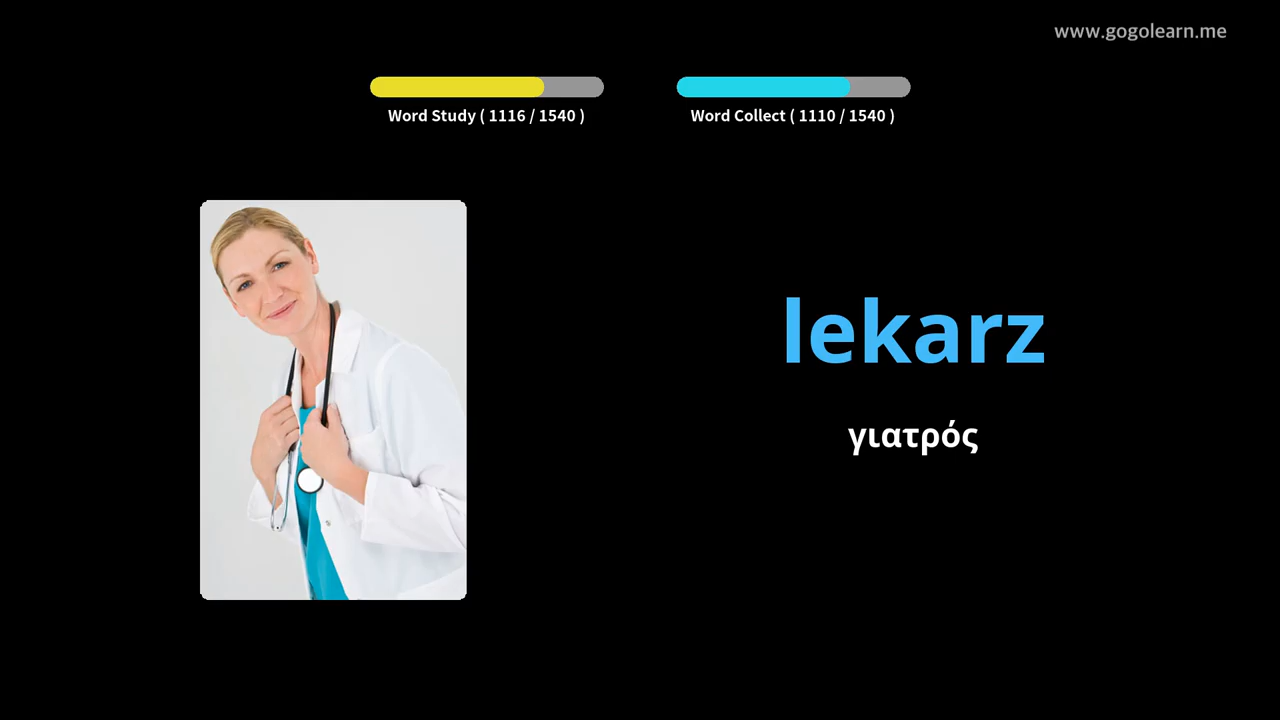 www.gogolearn.me
Word Study ( 1116 / 1540 )
Word Collect ( 1110 / 1540 )
lekarz
γιατρός